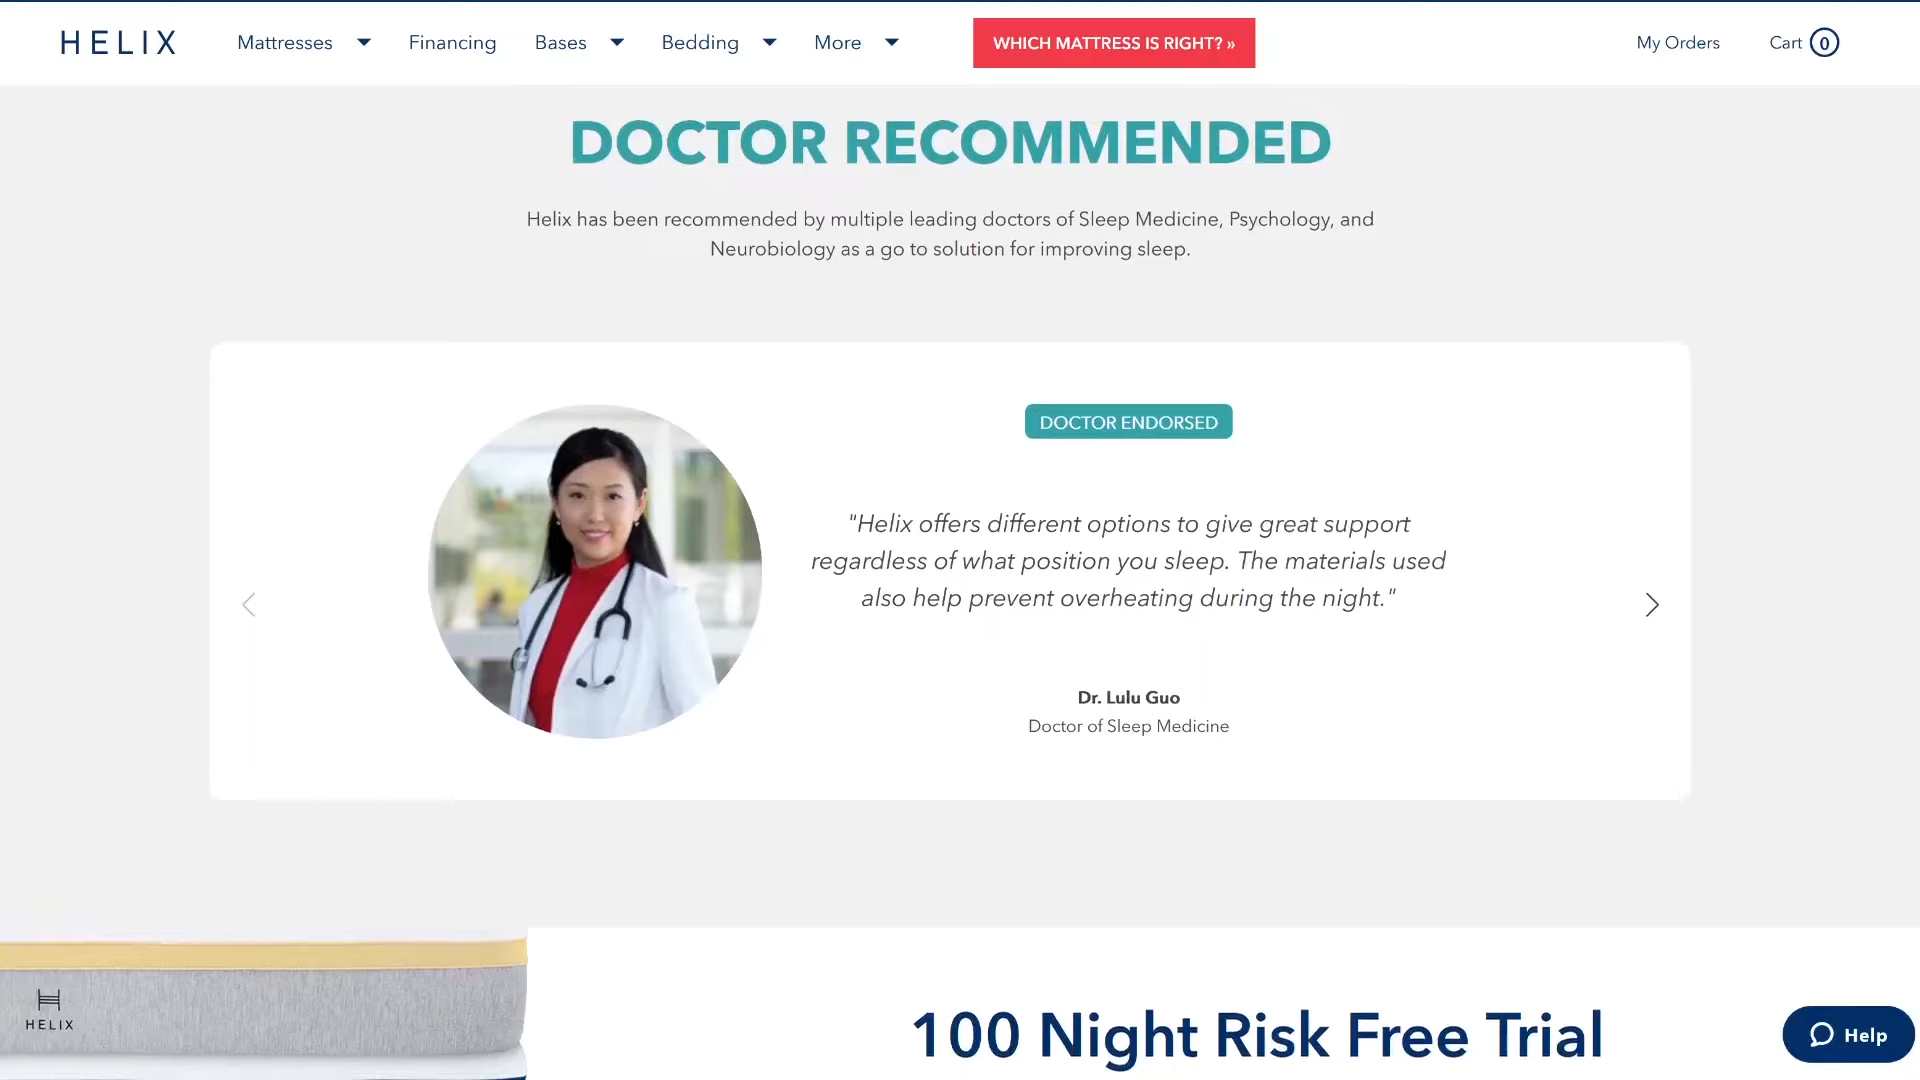 HELIX
Mattresses
Financing
Bases
Bedding
More
WHICH MATTRESS IS RIGHT? »
My Orders
Cart 0
DOCTOR RECOMMENDED
Helix has been recommended by multiple leading doctors of Sleep Medicine, Psychology, and
Neurobiology as a go to solution for improving sleep.
DOCTOR ENDORSED
"Helix offers different options to give great support
regardless of what position you sleep. The materials used
also help prevent overheating during the night."
Dr. Lulu Guo
Doctor of Sleep Medicine
HELIX
100 Night Risk Free Trial
Help